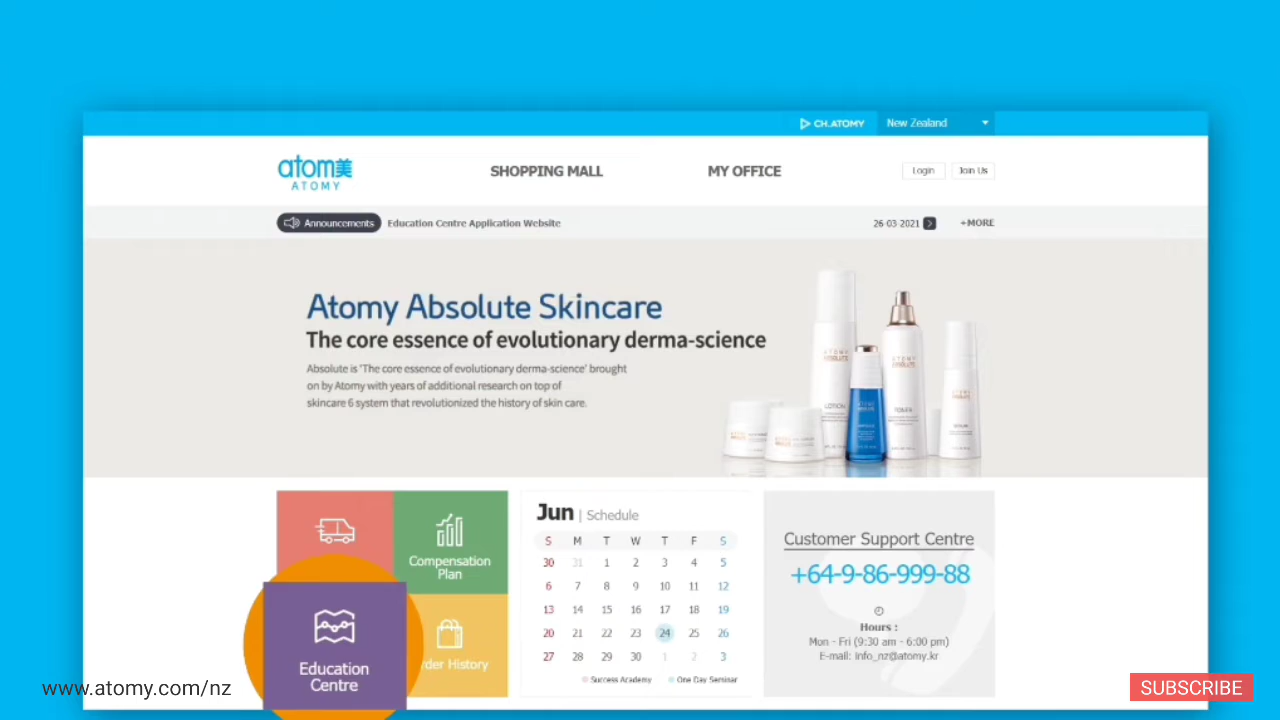 CH.ATOMY
New Zealand
atom美
ATOMY
SHOPPING MALL
MY OFFICE
Login
Join Us
Announcements
Education Centre Application Website
26-03-2021
+MORE
Atomy Absolute Skincare
The core essence of evolutionary derma-science
Absolute is 'The core essence of evolutionary derma-science' brought
on by Atomy with years of additional research on top of
skincare 6 system that revolutionized the history of skin care.
ATOMY
ABSOLUTE
LOTION
TONER
Compensation
Plan
Education
Centre
Order History
Jun | Schedule
S M T W T F S
30 31 1 2 3 4 5
6 7 8 9 10 11 12
13 14 15 16 17 18 19
20 21 22 23 24 25 26
27 28 29 30 1 2 3
Success Academy
One Day Seminar
Customer Support Centre
+64-9-86-999-88
Hours :
Mon - Fri (9:30 am - 6:00 pm)
E-mail: info_nz@atomy.kr
www.atomy.com/nz
SUBSCRIBE